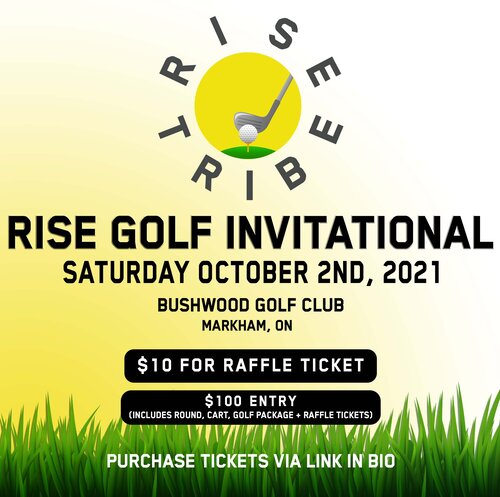 RISE
TRIBE
RISE GOLF INVITATIONAL
SATURDAY OCTOBER 2ND, 2021
BUSHWOOD GOLF CLUB
MARKHAM, ON
$10 FOR RAFFLE TICKET
$100 ENTRY
(INCLUDES ROUND, CART, GOLF PACKAGE + RAFFLE TICKETS)
PURCHASE TICKETS VIA LINK IN BIO